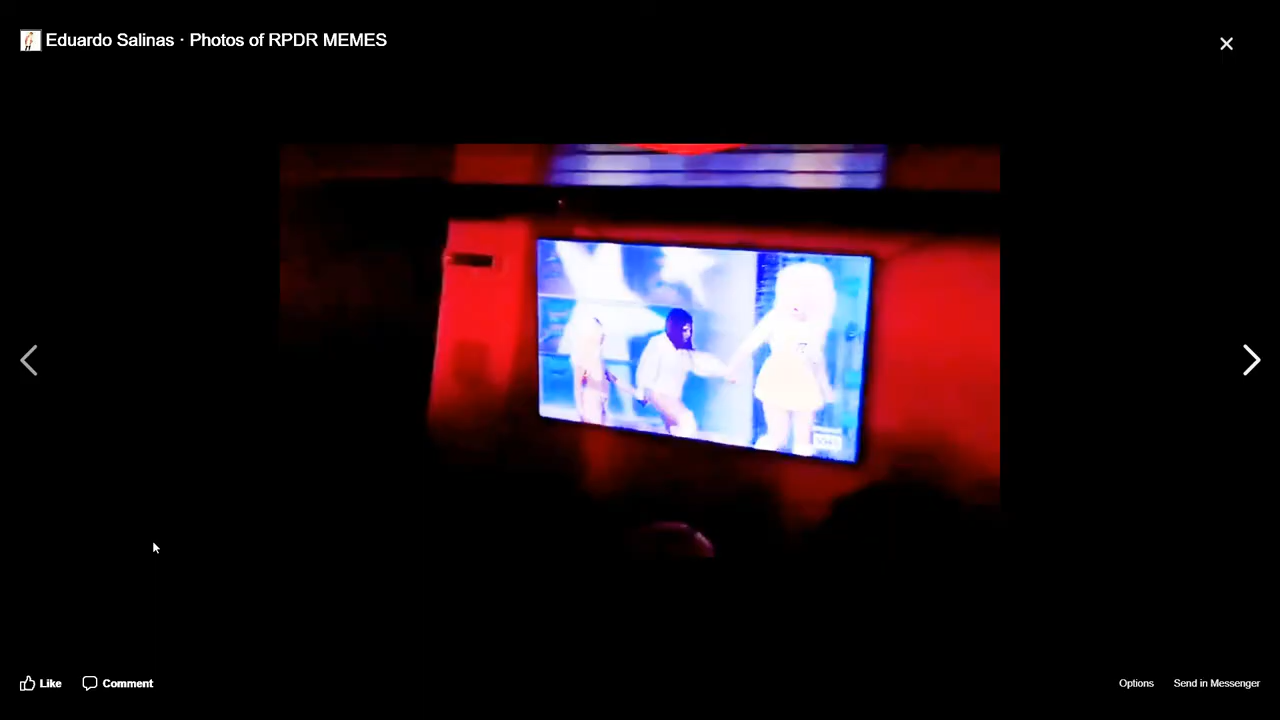 Eduardo Salinas · Photos of RPDR MEMES
Like
Comment
Options
Send in Messenger